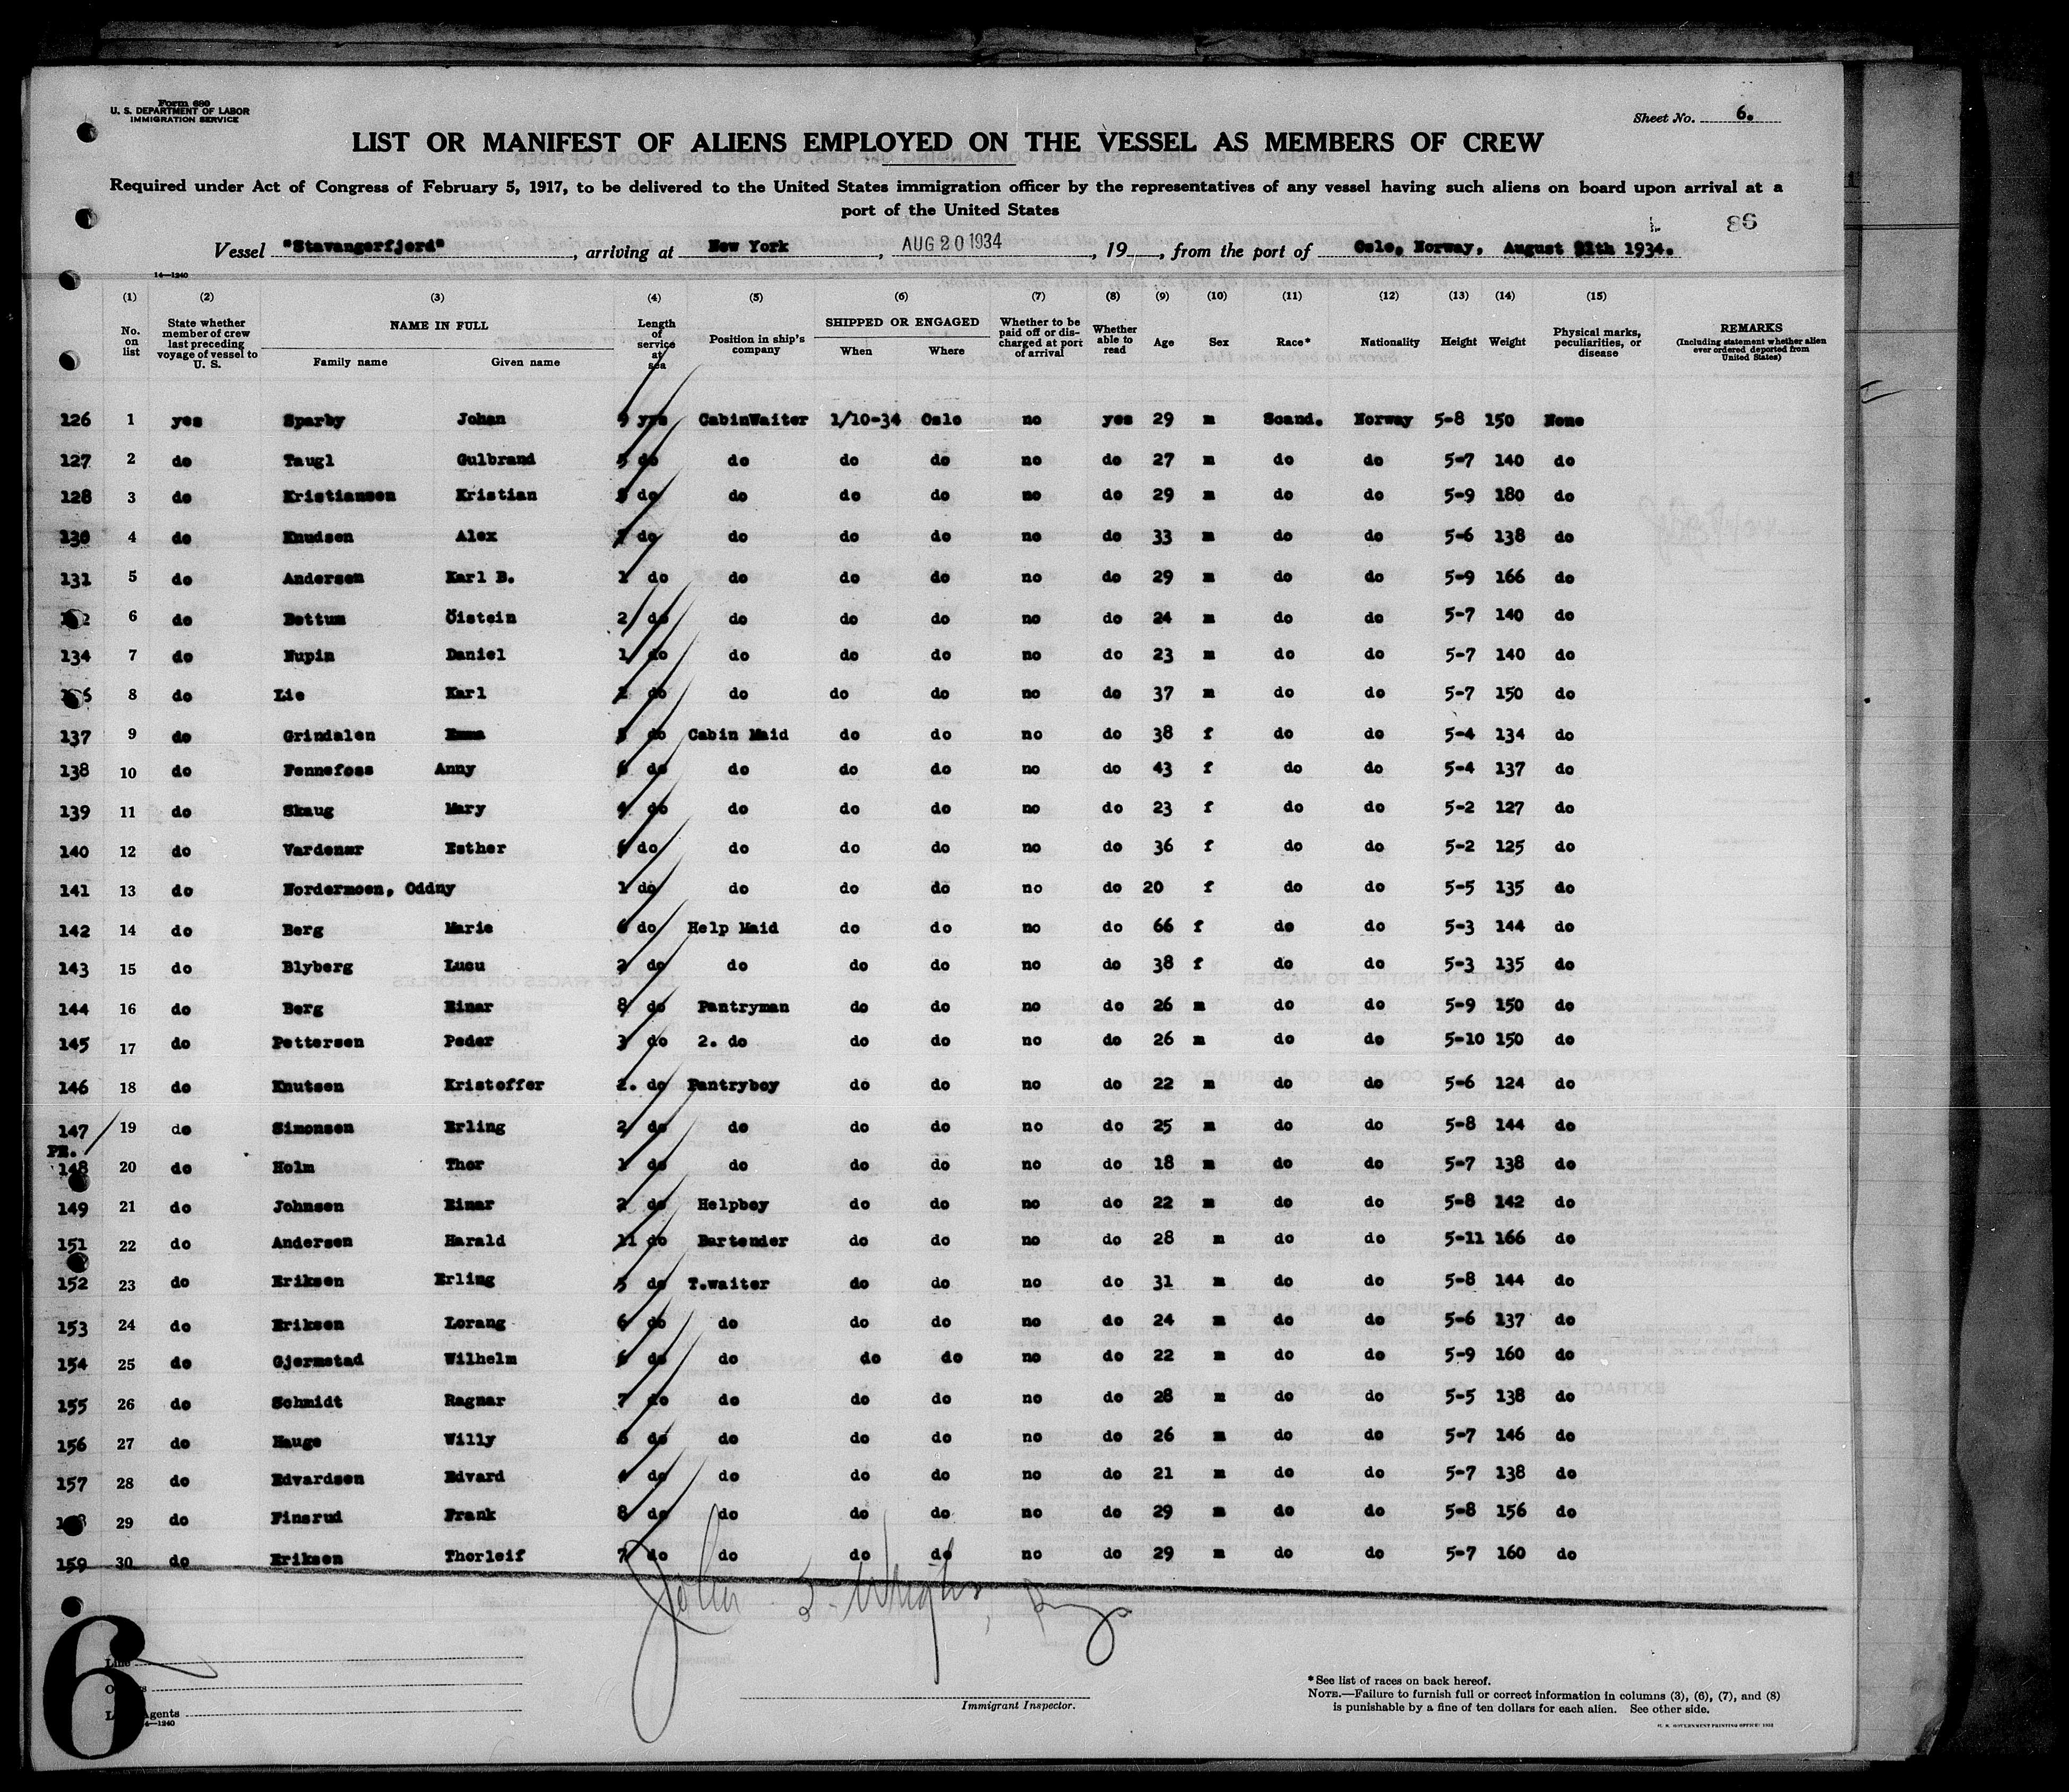 Form 680
U. S. DEPARTMENT OF LABOR
IMMIGRATION SERVICE
Sheet No. 6.
LIST OR MANIFEST OF ALIENS EMPLOYED ON THE VESSEL AS MEMBERS OF CREW
Required under Act of Congress of February 5, 1917, to be delivered to the United States immigration officer by the representatives of any vessel having such aliens on board upon arrival at a
port of the United States
86
Vessel "Stavangerfjord", arriving at New York, AUG 20 1934, 19, from the port of Oslo, Norway, August 11th 1934.
14—1240
(1) (2) (3) (4) (5) (6) (7) (8) (9) (10) (11) (12) (13) (14) (15)
No. on list State whether member of crew last preceding voyage of vessel to U. S. NAME IN FULL Family name Given name Length of service at sea Position in ship's company SHIPPED OR ENGAGED When Where Whether to be paid off or discharged at port of arrival Whether able to read Age Sex Race* Nationality Height Weight Physical marks, peculiarities, or disease REMARKS (Including statement whether alien ever ordered deported from United States)
126 1 yes Sparby Johan yrs CabinWaiter 1/10-34 Oslo no yes 29 m Scand. Norway 5-8 150 None
127 2 do Taugl Gulbrand 5 do do do do no do 27 m do do 5-7 140 do
128 3 do Kristiansen Kristian do do do do no do 29 m do do 5-9 180 do
130 4 do Knudsen Alex 7 do do do do no do 33 m do do 5-6 138 do
131 5 do Andersen Karl B. 1 do do do do no do 29 m do do 5-9 166 do
6 do Bottum Öistein 2 do do do do no do 24 m do do 5-7 140 do
134 7 do Nupin Daniel 1 do do do do no do 23 m do do 5-7 140 do
8 do Lie Karl 2 do do do do no do 37 m do do 5-7 150 do
137 9 do Grindalen Emma 5 do Cabin Maid do do no do 38 f do do 5-4 134 do
138 10 do Fennefoss Anny 6 do do do do no do 43 f do do 5-4 137 do
139 11 do Skaug Mary 4 do do do do no do 23 f do do 5-2 127 do
140 12 do Vardenær Esther 6 do do do do no do 36 f do do 5-2 125 do
141 13 do Nordermoen, Oddny 1 do do do do no do 20 f do do 5-5 135 do
142 14 do Berg Marie 6 do Help Maid do do no do 66 f do do 5-3 144 do
143 15 do Blyberg Lucu 2 do do do do no do 38 f do do 5-3 135 do
144 16 do Berg Einar 8 do Pantryman do do no do 26 m do do 5-9 150 do
145 17 do Pettersen Peder 3 do 2. do do do no do 26 m do do 5-10 150 do
146 18 do Knutsen Kristoffer 2. do Pantryboy do do no do 22 m do do 5-6 124 do
147 19 do Simonsen Erling 2 do do do do no do 25 m do do 5-8 144 do
PR.
148 20 do Holm Thor 1 do do do do no do 18 m do do 5-7 138 do
149 21 do Johnsen Einar 2 do Helpboy do do no do 22 m do do 5-8 142 do
151 22 do Andersen Harald 11 do Bartender do do no do 28 m do do 5-11 166 do
152 23 do Eriksen Erling 5 do T.waiter do do no do 31 m do do 5-8 144 do
153 24 do Eriksen Lorang 6 do do do do no do 24 m do do 5-6 137 do
154 25 do Gjermstad Wilhelm 6 do do do do no do 22 m do do 5-9 160 do
155 26 do Schmidt Ragnar 7 do do do do no do 28 m do do 5-5 138 do
156 27 do Hauge Willy do do do do no do 26 m do do 5-7 146 do
157 28 do Edvardsen Edvard 4 do do do do no do 21 m do do 5-7 138 do
29 do Finsrud Frank 8 do do do do no do 29 m do do 5-8 156 do
159 30 do Eriksen Thorleif 7 do do do do no do 29 m do do 5-7 160 do
John
6
Line
Agents
14—1240
Immigrant Inspector.
*See list of races on back hereof.
NOTE.—Failure to furnish full or correct information in columns (3), (6), (7), and (8)
is punishable by a fine of ten dollars for each alien. See other side.
U. S. GOVERNMENT PRINTING OFFICE: 1933